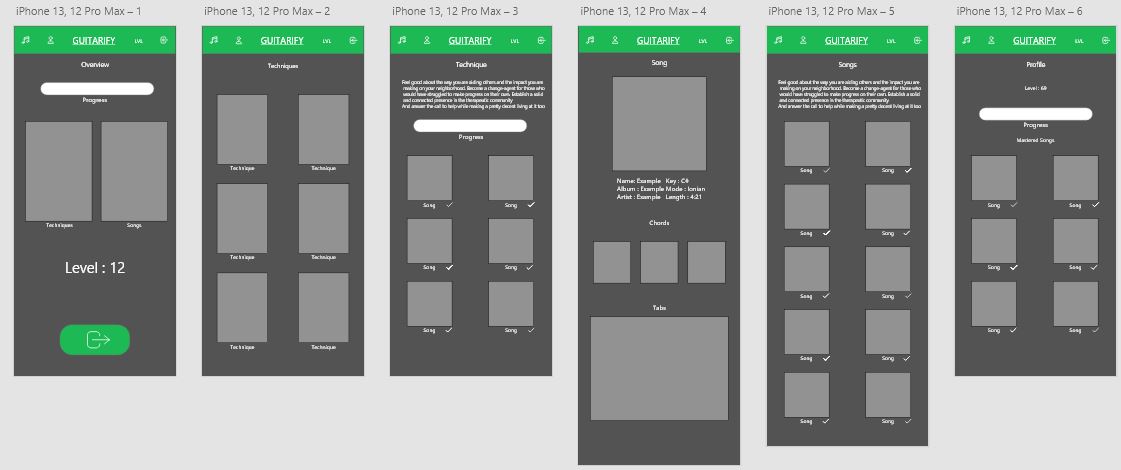 iPhone 13, 12 Pro Max – 1
GUITARIFY
LVL
Overview
Progress
Techniques
Songs
Level : 12
iPhone 13, 12 Pro Max – 2
GUITARIFY
LVL
Techniques
Technique
Technique
Technique
Technique
Technique
Technique
iPhone 13, 12 Pro Max – 3
GUITARIFY
LVL
Technique
Feel good about the way you are aiding others and the impact you are
making on your neighborhood. Become a change-agent for those who
would have struggled to make progress on their own. Establish a solid
and connected presence in the therapeutic community
And answer the call to help while making a pretty decent living at it too
Progress
Song
Song
Song
Song
Song
Song
iPhone 13, 12 Pro Max – 4
GUITARIFY
LVL
Song
Name: Example Key : C#
Album : Example Mode : Ionian
Artist : Example Length : 4:21
Chords
Tabs
iPhone 13, 12 Pro Max – 5
GUITARIFY
LVL
Songs
Feel good about the way you are aiding others and the impact you are
making on your neighborhood. Become a change-agent for those who
would have struggled to make progress on their own. Establish a solid
and connected presence in the therapeutic community
And answer the call to help while making a pretty decent living at it too
Song
Song
Song
Song
Song
Song
Song
Song
Song
Song
iPhone 13, 12 Pro Max – 6
GUITARIFY
LVL
Profile
Level : 69
Progress
Mastered Songs
Song
Song
Song
Song
Song
Song